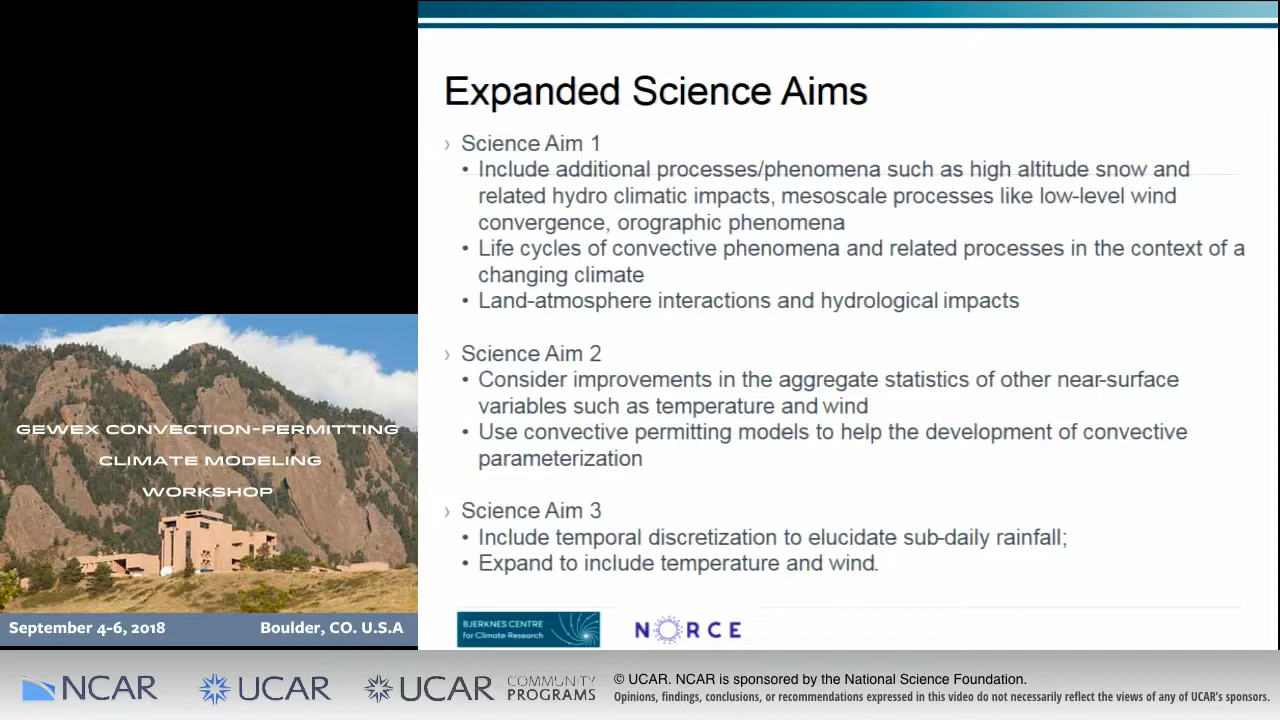 Expanded Science Aims
› Science Aim 1
• Include additional processes/phenomena such as high altitude snow and
related hydro climatic impacts, mesoscale processes like low-level wind
convergence, orographic phenomena
• Life cycles of convective phenomena and related processes in the context of a
changing climate
• Land-atmosphere interactions and hydrological impacts
› Science Aim 2
• Consider improvements in the aggregate statistics of other near-surface
variables such as temperature and wind
• Use convective permitting models to help the development of convective
parameterization
› Science Aim 3
• Include temporal discretization to elucidate sub-daily rainfall;
• Expand to include temperature and wind.
BJERKNES CENTRE
for Climate Research
NORCE
GEWEX CONVECTION-PERMITTING
CLIMATE MODELING
WORKSHOP
September 4-6, 2018
Boulder, CO. U.S.A
NCAR
UCAR
UCAR
COMMUNITY
PROGRAMS
© UCAR. NCAR is sponsored by the National Science Foundation.
Opinions, findings, conclusions, or recommendations expressed in this video do not necessarily reflect the views of any of UCAR's sponsors.